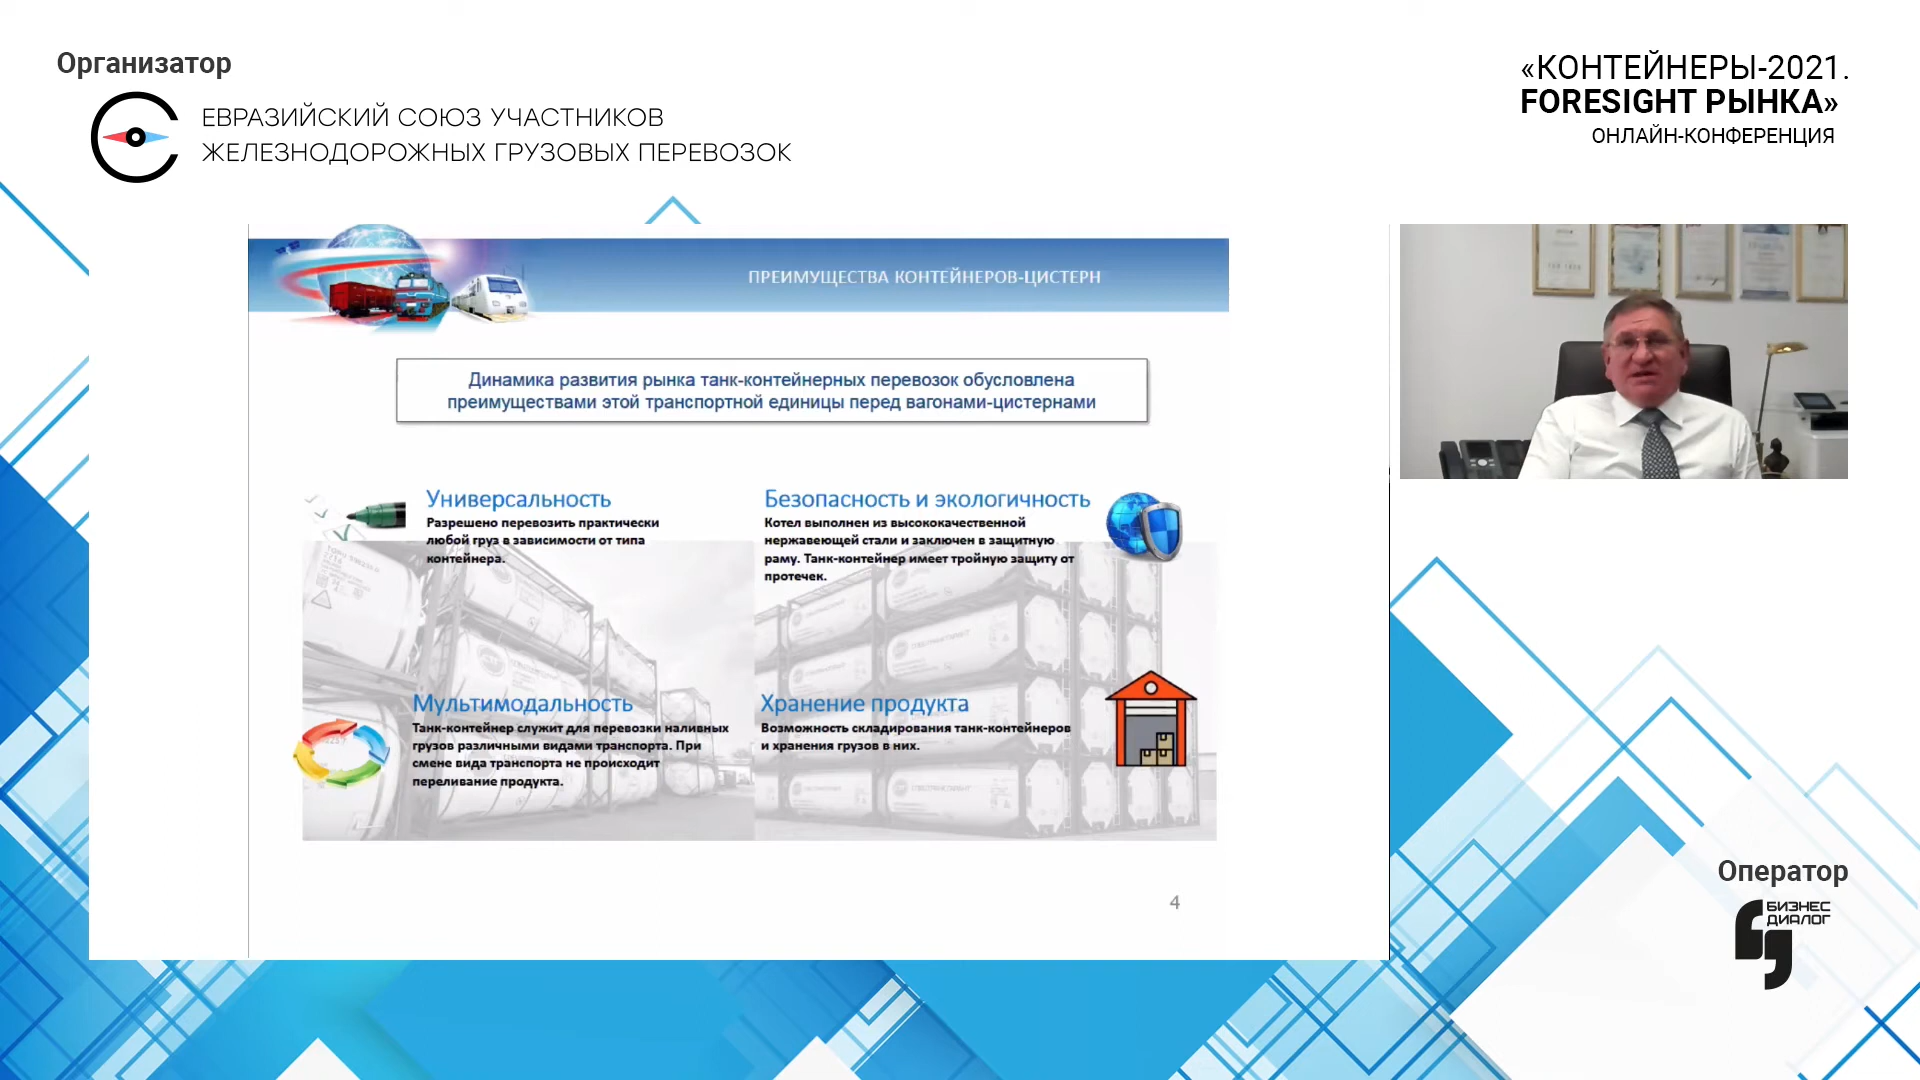 Организатор
ЕВРАЗИЙСКИЙ СОЮЗ УЧАСТНИКОВ
ЖЕЛЕЗНОДОРОЖНЫХ ГРУЗОВЫХ ПЕРЕВОЗОК
«КОНТЕЙНЕРЫ-2021.
FORESIGHT РЫНКА»
ОНЛАЙН-КОНФЕРЕНЦИЯ
ПРЕИМУЩЕСТВА КОНТЕЙНЕРОВ-ЦИСТЕРН
Динамика развития рынка танк-контейнерных перевозок обусловлена
преимуществами этой транспортной единицы перед вагонами-цистернами
Универсальность
Разрешено перевозить практически
любой груз в зависимости от типа
контейнера.
Безопасность и экологичность
Котел выполнен из высококачественной
нержавеющей стали и заключен в защитную
раму. Танк-контейнер имеет тройную защиту от
протечек.
Мультимодальность
Танк-контейнер служит для перевозки наливных
грузов различными видами транспорта. При
смене вида транспорта не происходит
переливание продукта.
Хранение продукта
Возможность складирования танк-контейнеров
и хранения грузов в них.
4
Оператор
БИЗНЕС
ДИАЛОГ